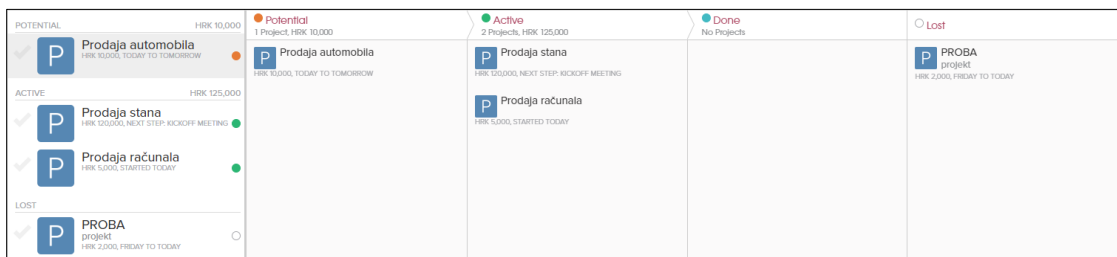 POTENTIAL HRK 10,000
P
Prodaja automobila
HRK 10,000, TODAY TO TOMORROW
ACTIVE HRK 125,000
P
Prodaja stana
HRK 120,000, NEXT STEP: KICKOFF MEETING
P
Prodaja računala
HRK 5,000, STARTED TODAY
LOST
P
PROBA
projekt
HRK 2,000, FRIDAY TO TODAY
Potential
1 Project, HRK 10,000
P
Prodaja automobila
HRK 10,000, TODAY TO TOMORROW
Active
2 Projects, HRK 125,000
P
Prodaja stana
HRK 120,000, NEXT STEP: KICKOFF MEETING
P
Prodaja računala
HRK 5,000, STARTED TODAY
Done
No Projects
Lost
P
PROBA
projekt
HRK 2,000, FRIDAY TO TODAY